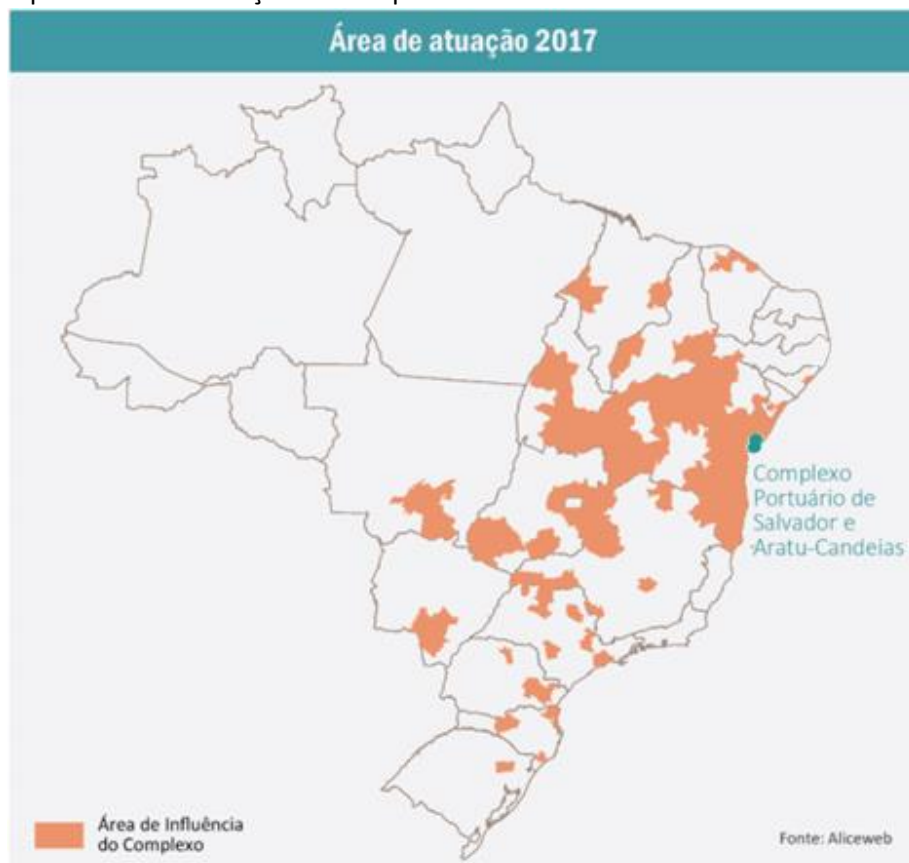 Área de atuação 2017
Complexo
Portuário de
Salvador e
Aratu-Candeias
Área de Influência
do Complexo
Fonte: Aliceweb